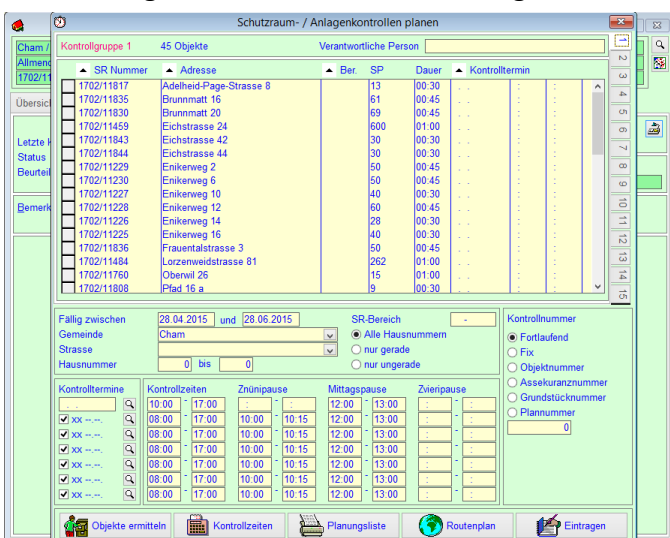 Schutzraum- / Anlagenkontrollen planen
Cham /
Allmend
1702/11
Übersich
Letzte K
Status
Beurteil
Bemerk
Kontrollgruppe 1 45 Objekte Verantwortliche Person
SR Nummer Adresse Ber. SP Dauer Kontrolltermin
1702/11817 Adelheid-Page-Strasse 8 13 00:30 . . : :
1702/11835 Brunnmatt 16 61 00:45 . . : :
1702/11830 Brunnmatt 20 69 00:45 . . : :
1702/11459 Eichstrasse 24 600 01:00 . . : :
1702/11843 Eichstrasse 42 30 00:30 . . : :
1702/11844 Eichstrasse 44 30 00:30 . . : :
1702/11229 Enikerweg 2 50 00:45 . . : :
1702/11230 Enikerweg 6 50 00:45 . . : :
1702/11227 Enikerweg 10 40 00:30 . . : :
1702/11228 Enikerweg 12 60 00:45 . . : :
1702/11226 Enikerweg 14 28 00:30 . . : :
1702/11225 Enikerweg 16 40 00:30 . . : :
1702/11836 Frauentalstrasse 3 50 00:45 . . : :
1702/11484 Lorzenweidstrasse 81 262 01:00 . . : :
1702/11760 Oberwil 26 15 01:00 . . : :
1702/11808 Pfad 16 a 9 00:30 . . : :
1
2
3
4
5
6
7
8
9
10
11
12
13
14
15
Fällig zwischen 28.04.2015 und 28.06.2015 SR-Bereich - Kontrollnummer
Gemeinde Cham Alle Hausnummern Fortlaufend
Strasse nur gerade Fix
Hausnummer 0 bis 0 nur ungerade Objektnummer
Assekuranznummer
Grundstücknummer
Plannummer
0
Kontrolltermine Kontrollzeiten Znünipause Mittagspause Zvieripause
. . 10:00 - 17:00 : - : 12:00 - 13:00 : - :
xx --.--. 08:00 - 17:00 10:00 - 10:15 12:00 - 13:00 : - :
xx --.--. 08:00 - 17:00 10:00 - 10:15 12:00 - 13:00 : - :
xx --.--. 08:00 - 17:00 10:00 - 10:15 12:00 - 13:00 : - :
xx --.--. 08:00 - 17:00 10:00 - 10:15 12:00 - 13:00 : - :
xx --.--. 08:00 - 17:00 10:00 - 10:15 12:00 - 13:00 : - :
xx --.--. 08:00 - 17:00 10:00 - 10:15 12:00 - 13:00 : - :
Objekte ermitteln Kontrollzeiten Planungsliste Routenplan Eintragen